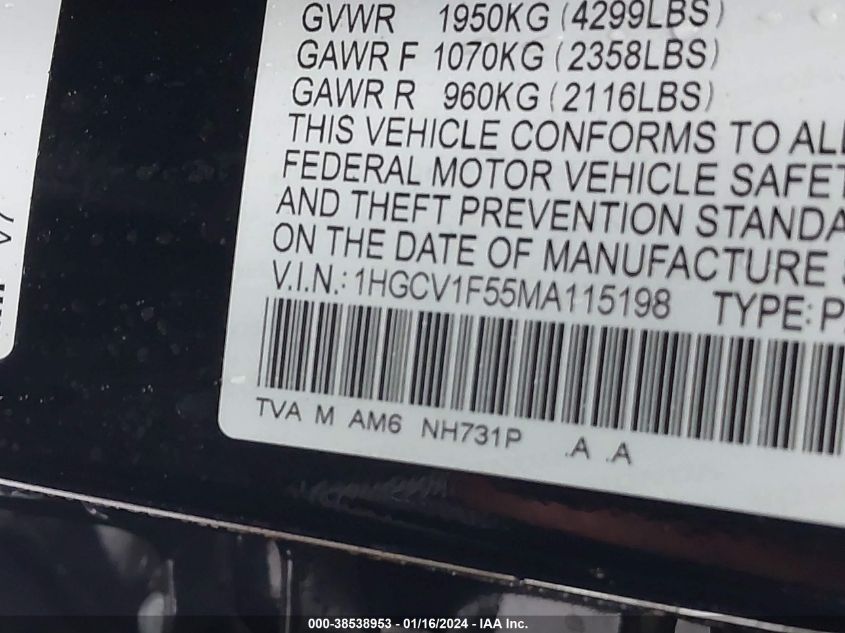 GVWR 1950KG (4299LBS)
GAWR F 1070KG (2358LBS)
GAWR R 960KG (2116LBS)
THIS VEHICLE CONFORMS TO ALL
FEDERAL MOTOR VEHICLE SAFET
AND THEFT PREVENTION STANDA
ON THE DATE OF MANUFACTURE
V.I.N.: 1HGCV1F55MA115198 TYPE: P
TVA M AM6 NH731P .A .A
V7
000-38538953 - 01/16/2024 - IAA Inc.